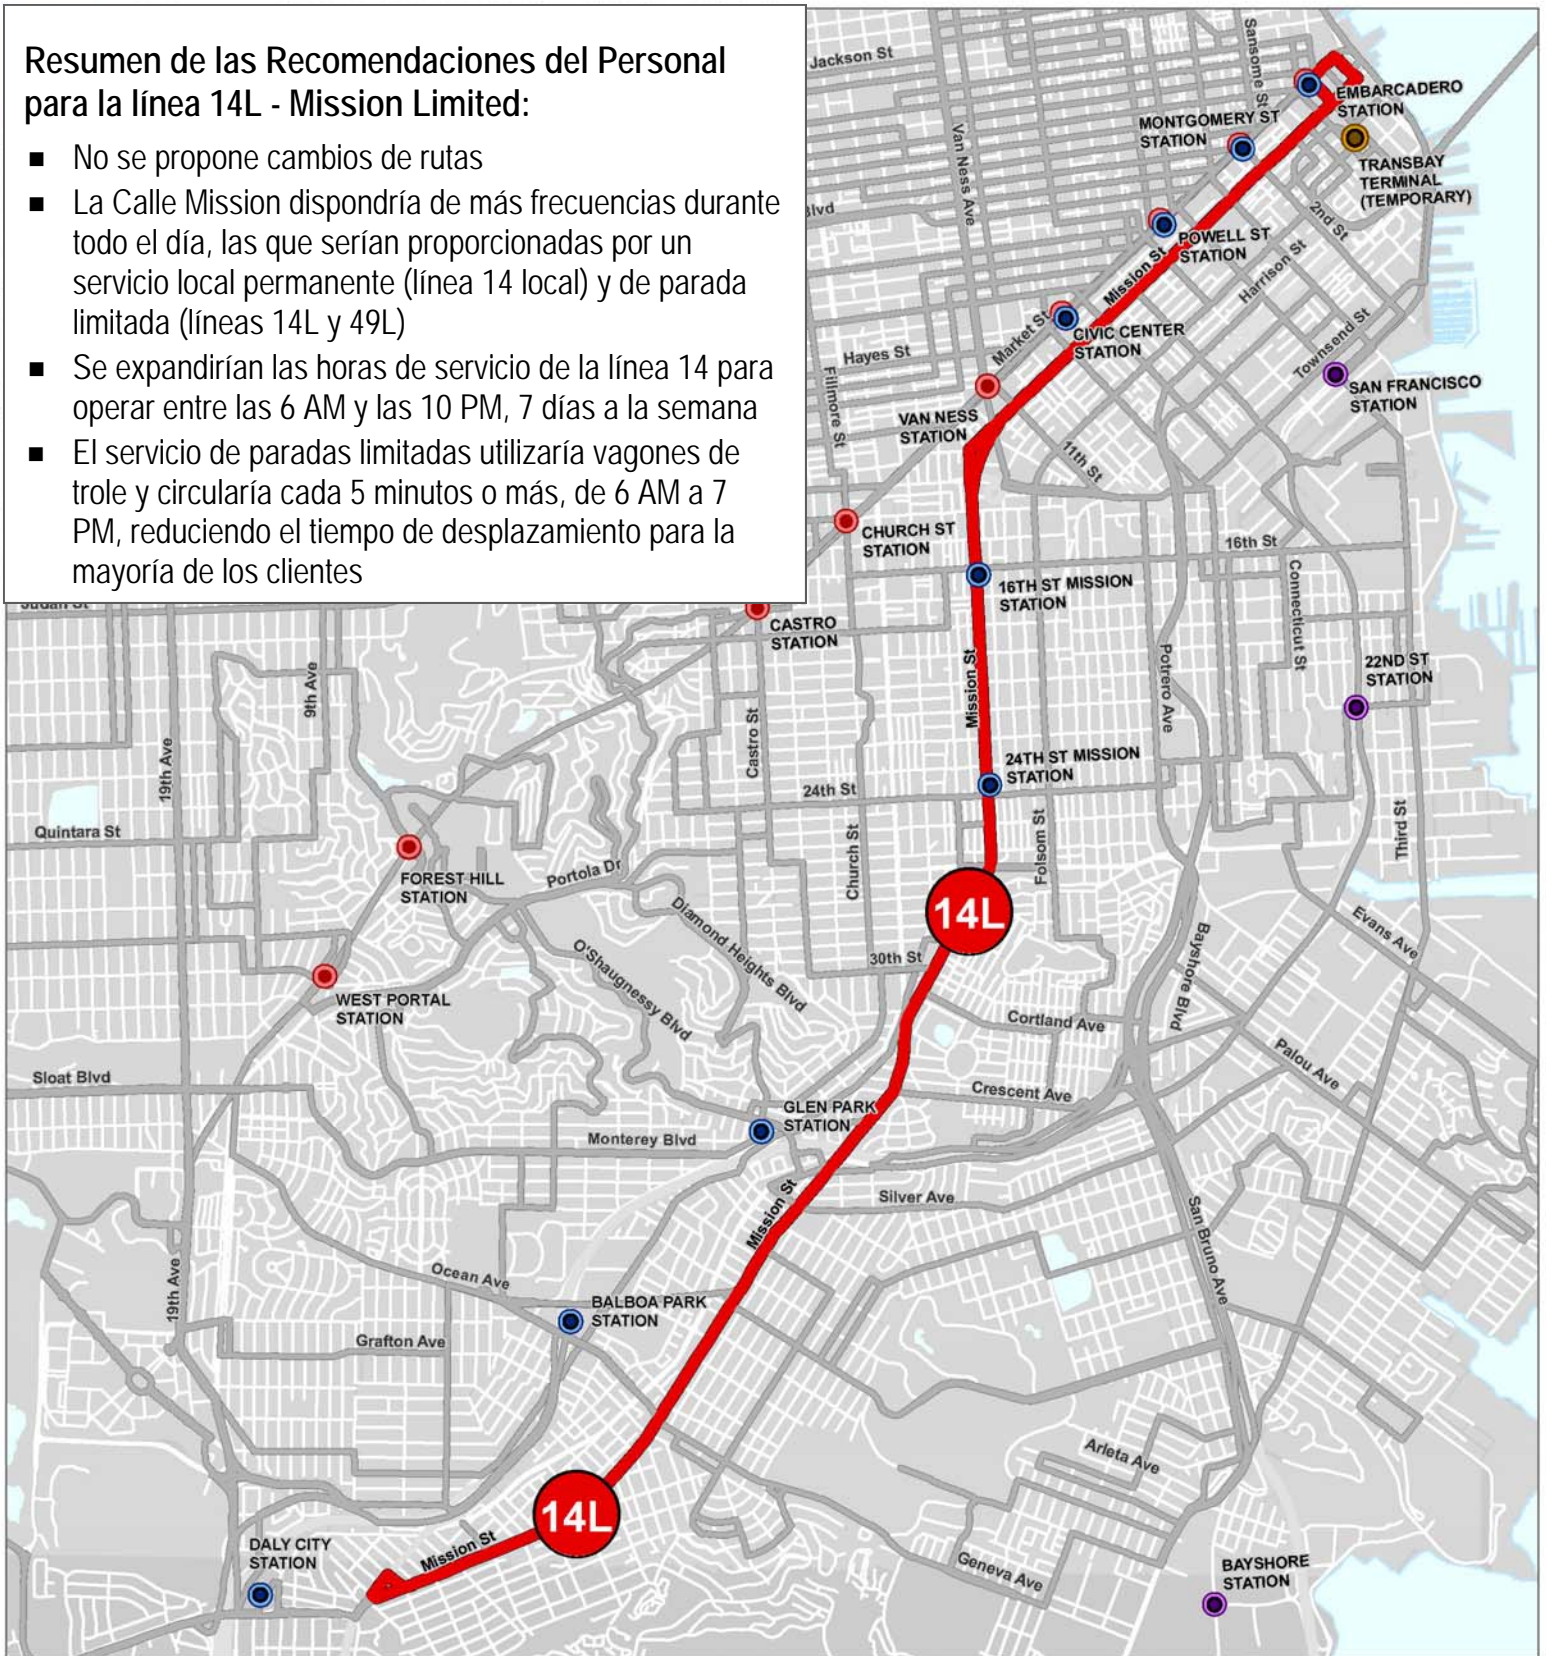 Resumen de las Recomendaciones del Personal
para la línea 14L - Mission Limited:
■ No se propone cambios de rutas
■ La Calle Mission dispondría de más frecuencias durante
todo el día, las que serían proporcionadas por un
servicio local permanente (línea 14 local) y de parada
limitada (líneas 14L y 49L)
■ Se expandirían las horas de servicio de la línea 14 para
operar entre las 6 AM y las 10 PM, 7 días a la semana
■ El servicio de paradas limitadas utilizaría vagones de
trole y circularía cada 5 minutos o más, de 6 AM a 7
PM, reduciendo el tiempo de desplazamiento para la
mayoría de los clientes
Jackson St
Sansome St
EMBARCADERO
STATION
MONTGOMERY ST
STATION
TRANSBAY
TERMINAL
(TEMPORARY)
Van Ness Ave
Blvd
2nd St
POWELL ST
STATION
Mission St
Harrison St
Market St
CIVIC CENTER
STATION
Townsend St
Hayes St
Fillmore St
SAN FRANCISCO
STATION
VAN NESS
STATION
11th St
CHURCH ST
STATION
16th St
16TH ST MISSION
STATION
Connecticut St
Judah St
CASTRO
STATION
9th Ave
Mission St
Potrero Ave
22ND ST
STATION
19th Ave
Castro St
24TH ST MISSION
STATION
24th St
Quintara St
Church St
Folsom St
Third St
FOREST HILL
STATION
Portola Dr
14L
Diamond Heights Blvd
O'Shaugnessy Blvd
30th St
Bayshore Blvd
Evans Ave
WEST PORTAL
STATION
Cortland Ave
Palou Ave
Sloat Blvd
Crescent Ave
GLEN PARK
STATION
Monterey Blvd
Mission St
Silver Ave
San Bruno Ave
19th Ave
Ocean Ave
BALBOA PARK
STATION
Grafton Ave
Arleta Ave
14L
Mission St
DALY CITY
STATION
Geneva Ave
BAYSHORE
STATION